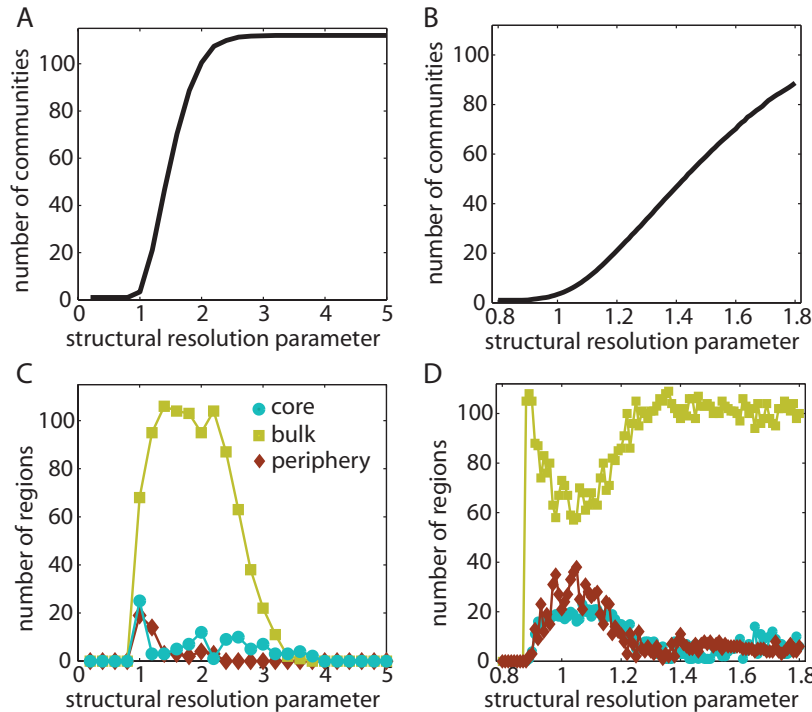 A
number of communities
100
80
60
40
20
0
0 1 2 3 4 5
structural resolution parameter
B
number of communities
100
80
60
40
20
0
0.8 1 1.2 1.4 1.6 1.8
structural resolution parameter
C
number of regions
100
80
60
40
20
0
core
bulk
periphery
0 1 2 3 4 5
structural resolution parameter
D
number of regions
100
80
60
40
20
0
0.8 1 1.2 1.4 1.6 1.8
structural resolution parameter